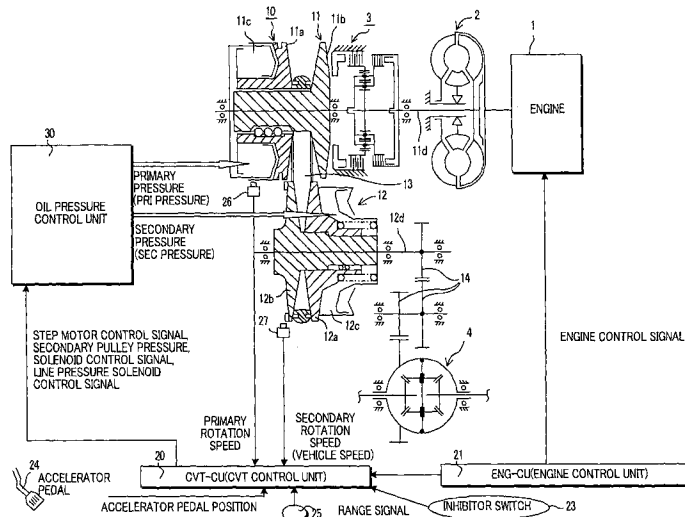 10
11
11c
11a
11b
3
2
1
ENGINE
11d
30
OIL PRESSURE
CONTROL UNIT
PRIMARY
PRESSURE
(PRI PRESSURE)
26
13
12
SECONDARY
PRESSURE
(SEC PRESSURE)
12d
14
12b
27
12a
12c
4
STEP MOTOR CONTROL SIGNAL,
SECONDARY PULLEY PRESSURE,
SOLENOID CONTROL SIGNAL,
LINE PRESSURE SOLENOID
CONTROL SIGNAL
PRIMARY
ROTATION
SPEED
SECONDARY
ROTATION
SPEED
(VEHICLE SPEED)
ENGINE CONTROL SIGNAL
24
ACCELERATOR
PEDAL
20
CVT-CU(CVT CONTROL UNIT)
21
ENG-CU(ENGINE CONTROL UNIT)
ACCELERATOR PEDAL POSITION
25
RANGE SIGNAL
INHIBITOR SWITCH
23